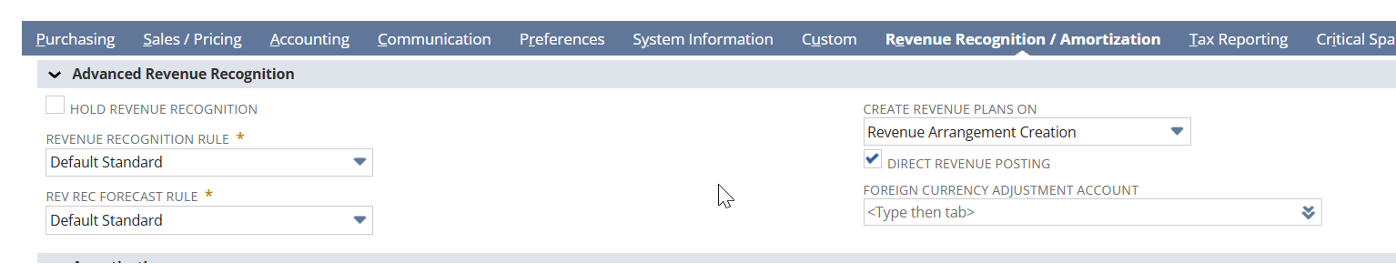 Purchasing Sales / Pricing Accounting Communication Preferences System Information Custom Revenue Recognition / Amortization Tax Reporting Critical Spa
Advanced Revenue Recognition
HOLD REVENUE RECOGNITION
REVENUE RECOGNITION RULE *
Default Standard
REV REC FORECAST RULE *
Default Standard
CREATE REVENUE PLANS ON
Revenue Arrangement Creation
DIRECT REVENUE POSTING
FOREIGN CURRENCY ADJUSTMENT ACCOUNT
<Type then tab>